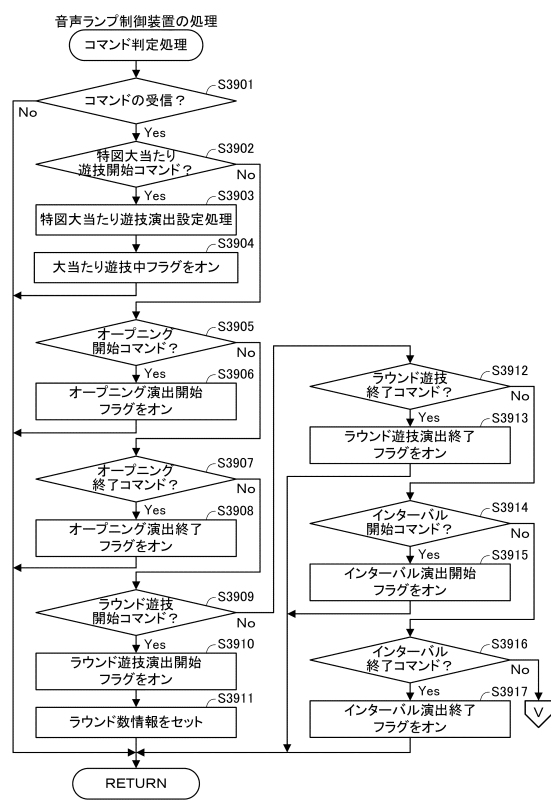 音声ランプ制御装置の処理
コマンド判定処理
S3901
コマンドの受信？
No
Yes
S3902
特図大当たり
遊技開始コマンド？
No
Yes
S3903
特図大当たり遊技演出設定処理
S3904
大当たり遊技中フラグをオン
S3905
オープニング
開始コマンド？
No
Yes
S3906
オープニング演出開始
フラグをオン
S3907
オープニング
終了コマンド？
No
Yes
S3908
オープニング演出終了
フラグをオン
S3909
ラウンド遊技
開始コマンド？
No
Yes
S3910
ラウンド遊技演出開始
フラグをオン
S3911
ラウンド数情報をセット
RETURN
S3912
ラウンド遊技
終了コマンド？
No
Yes
S3913
ラウンド遊技演出終了
フラグをオン
S3914
インターバル
開始コマンド？
No
Yes
S3915
インターバル演出開始
フラグをオン
S3916
インターバル
終了コマンド？
No
Yes
S3917
インターバル演出終了
フラグをオン
V